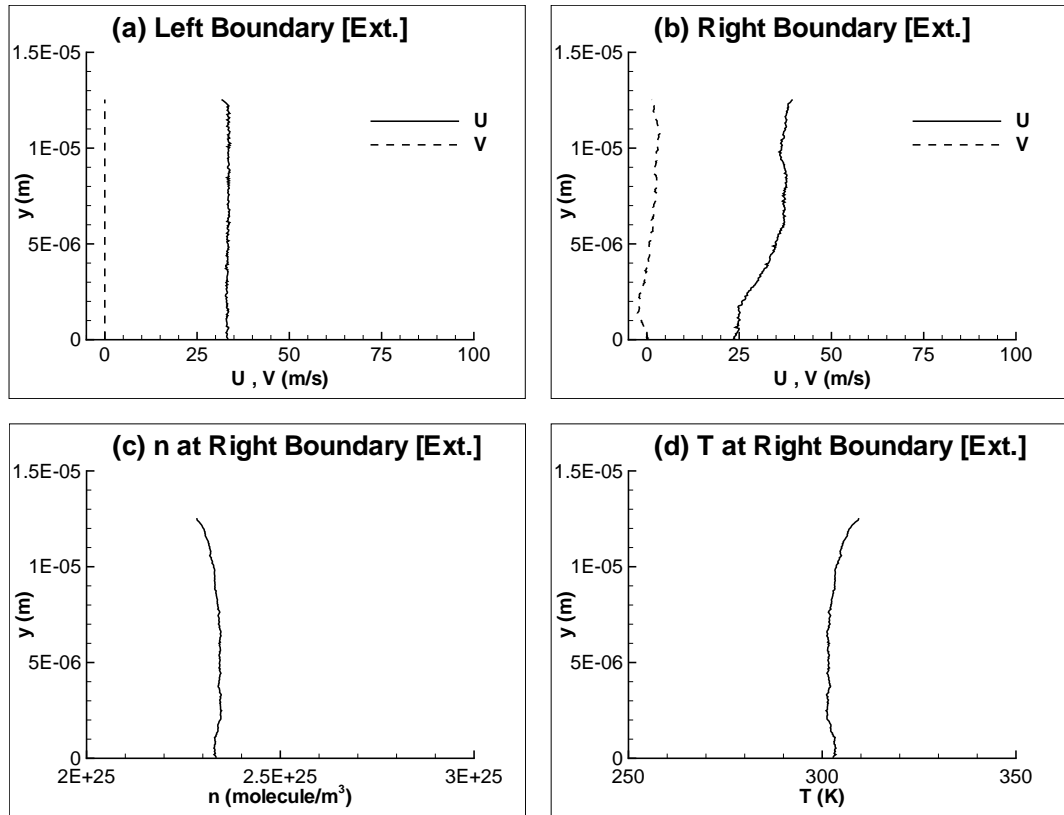 (a) Left Boundary [Ext.]
1.5E-05
1E-05
5E-06
0
y (m)
U
V
0 25 50 75 100
U , V (m/s)
(b) Right Boundary [Ext.]
1.5E-05
1E-05
5E-06
0
y (m)
U
V
0 25 50 75 100
U , V (m/s)
(c) n at Right Boundary [Ext.]
1.5E-05
1E-05
5E-06
0
y (m)
2E+25 2.5E+25 3E+25
n (molecule/m³)
(d) T at Right Boundary [Ext.]
1.5E-05
1E-05
5E-06
0
y (m)
250 300 350
T (K)